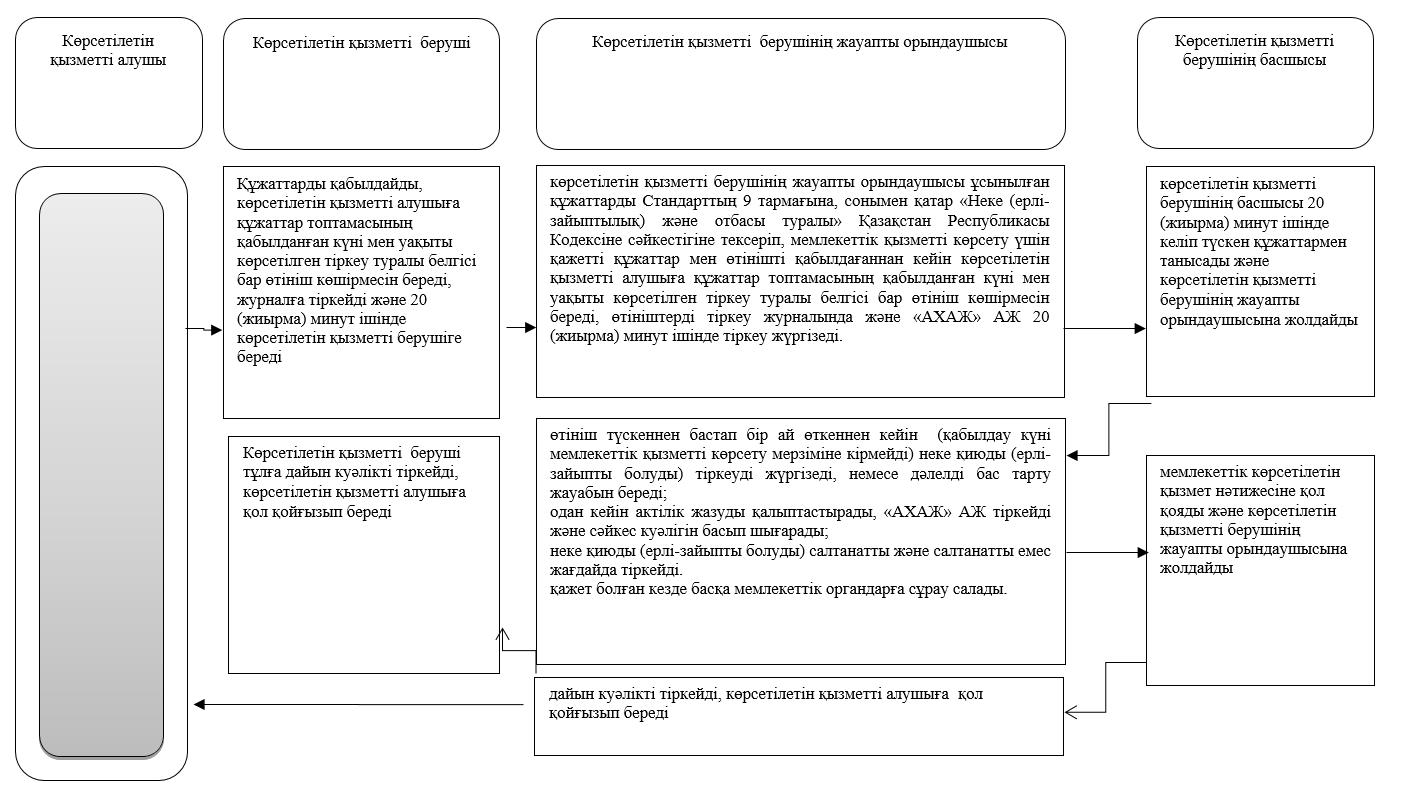 Көрсетілетін
қызметті алушы
Көрсетілетін қызметті  беруші
Көрсетілетін қызметті  берушінің жауапты орындаушысы
Көрсетілетін қызметті
берушінің басшысы
Құжаттарды қабылдайды,
көрсетілетін қызметті алушыға
құжаттар топтамасының
қабылданған күні мен уақыты
көрсетілген тіркеу туралы белгісі
бар өтініш көшірмесін береді,
журналға тіркейді және 20
(жиырма) минут ішінде
көрсетілетін қызметті берушіге
береді
көрсетілетін қызметті берушінің жауапты орындаушысы ұсынылған
құжаттарды Стандарттың 9 тармағына, сонымен қатар «Неке (ерлі-
зайыптылық) және отбасы туралы» Қазақстан Республикасы
Кодексіне сәйкестігіне тексеріп, мемлекеттік қызметті көрсету үшін
қажетті құжаттар мен өтінішті қабылдағаннан кейін көрсетілетін
қызметті алушыға құжаттар топтамасының қабылданған күні мен
уақыты көрсетілген тіркеу туралы белгісі бар өтініш көшірмесін
береді, өтініштерді тіркеу журналында және «АХАЖ» АЖ 20
(жиырма) минут ішінде тіркеу жүргізеді.
көрсетілетін қызметті
берушінің басшысы 20
(жиырма) минут ішінде
келіп түскен құжаттармен
танысады және
көрсетілетін қызметті
берушінің жауапты
орындаушысына жолдайды
Көрсетілетін қызметті  беруші
тұлға дайын куәлікті тіркейді,
көрсетілетін қызметті алушыға
қол қойғызып береді
өтініш түскеннен бастап бір ай өткеннен кейін  (қабылдау күні
мемлекеттік қызметті көрсету мерзіміне кірмейді) неке қиюды (ерлі-
зайыпты болуды) тіркеуді жүргізеді, немесе дәлелді бас тарту
жауабын береді;
одан кейін актілік жазуды қалыптастырады, «АХАЖ» АЖ тіркейді
және сәйкес куәлігін басып шығарады;
неке қиюды (ерлі-зайыпты болуды) салтанатты және салтанатты емес
жағдайда тіркейді.
қажет болған кезде басқа мемлекеттік органдарға сұрау салады.
мемлекеттік көрсетілетін
қызмет нәтижесіне қол
қояды және көрсетілетін
қызметті берушінің
жауапты орындаушысына
жолдайды
дайын куәлікті тіркейді, көрсетілетін қызметті алушыға  қол
қойғызып береді